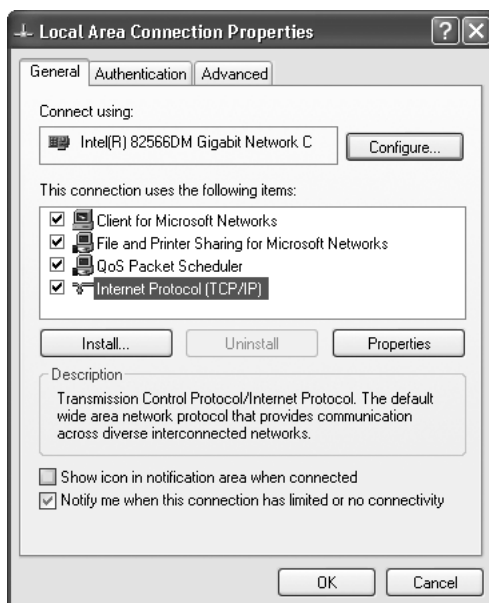 Local Area Connection Properties
General Authentication Advanced
Connect using:
Intel(R) 82566DM Gigabit Network C Configure...
This connection uses the following items:
Client for Microsoft Networks
File and Printer Sharing for Microsoft Networks
QoS Packet Scheduler
Internet Protocol (TCP/IP)
Install... Uninstall Properties
Description
Transmission Control Protocol/Internet Protocol. The default
wide area network protocol that provides communication
across diverse interconnected networks.
Show icon in notification area when connected
Notify me when this connection has limited or no connectivity
OK Cancel